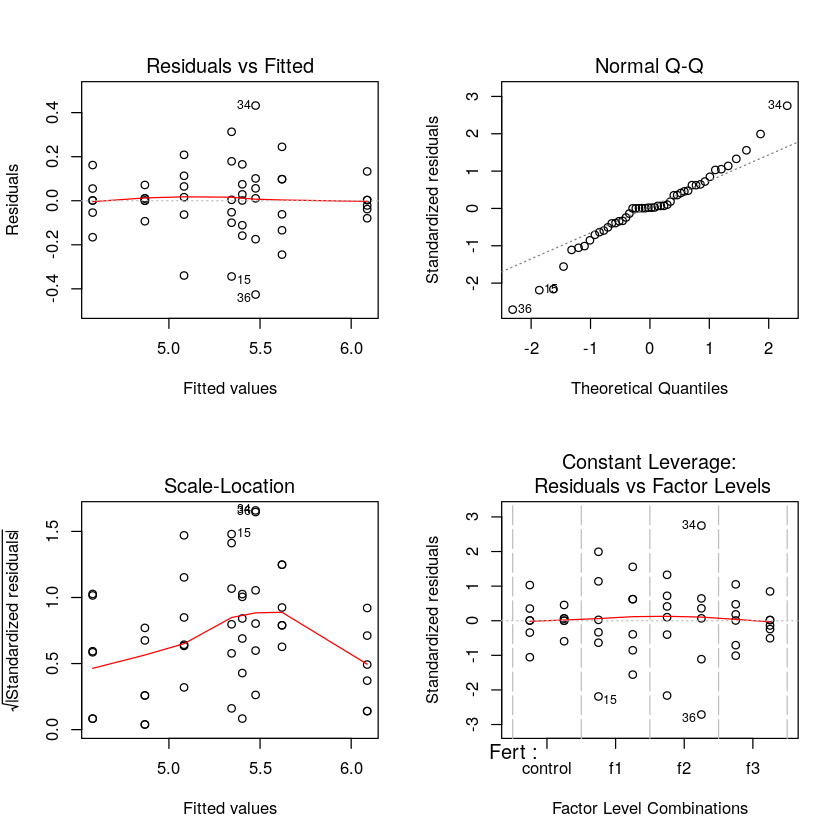 Residuals vs Fitted
Residuals
0.4
0.2
0.0
-0.2
-0.4
34
15
36
5.0 5.5 6.0
Fitted values
Normal Q-Q
Standardized residuals
3
2
1
0
-1
-2
34
15
36
-2 -1 0 1 2
Theoretical Quantiles
Scale-Location
√|Standardized residuals|
1.5
1.0
0.5
0.0
15
5.0 5.5 6.0
Fitted values
Constant Leverage:
Residuals vs Factor Levels
Standardized residuals
3
2
1
0
-1
-2
-3
34
15
36
Fert :
control f1 f2 f3
Factor Level Combinations